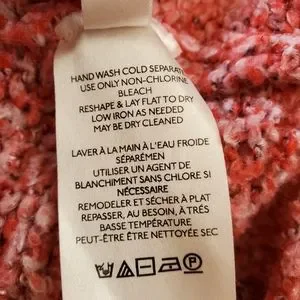 HAND WASH COLD SEPARATE
USE ONLY NON-CHLORINE
BLEACH
RESHAPE & LAY FLAT TO DRY
LOW IRON AS NEEDED
MAY BE DRY CLEANED
LAVER À LA MAIN À L'EAU FROIDE
SÉPARÉMEN
UTILISER UN AGENT DE
BLANCHIMENT SANS CHLORE SI
NÉCESSAIRE
REMODELER ET SÉCHER À PLAT
REPASSER, AU BESOIN, À TRÉS
BASSE TEMPÉRATURE
PEUT-ÊTRE ÊTRE NETTOYÉE SEC